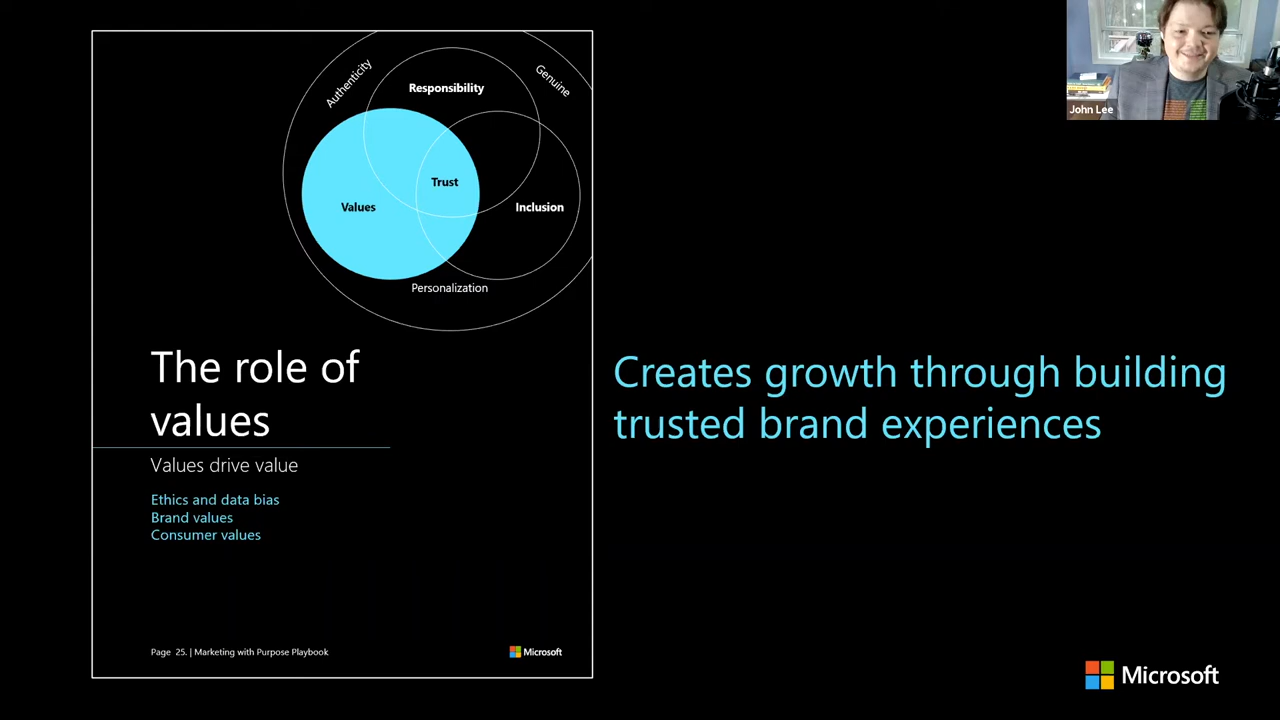 Authenticity
Responsibility
Genuine
Trust
Values
Inclusion
Personalization
The role of
values
Values drive value
Ethics and data bias
Brand values
Consumer values
Page 25. | Marketing with Purpose Playbook
Microsoft
Creates growth through building
trusted brand experiences
John Lee
Microsoft